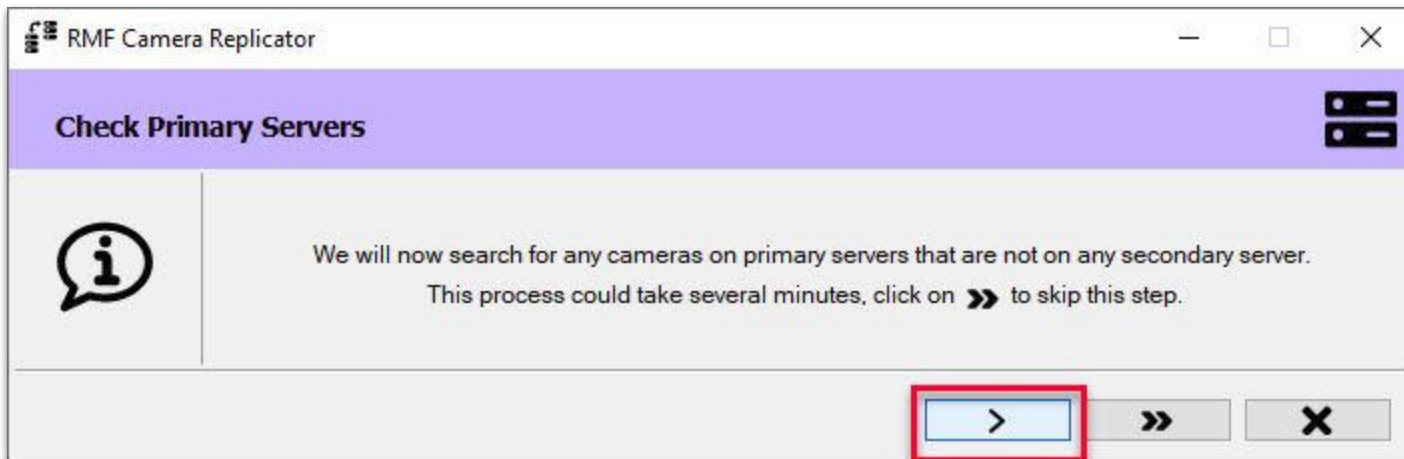 RMF Camera Replicator
Check Primary Servers
We will now search for any cameras on primary servers that are not on any secondary server.
This process could take several minutes, click on » to skip this step.